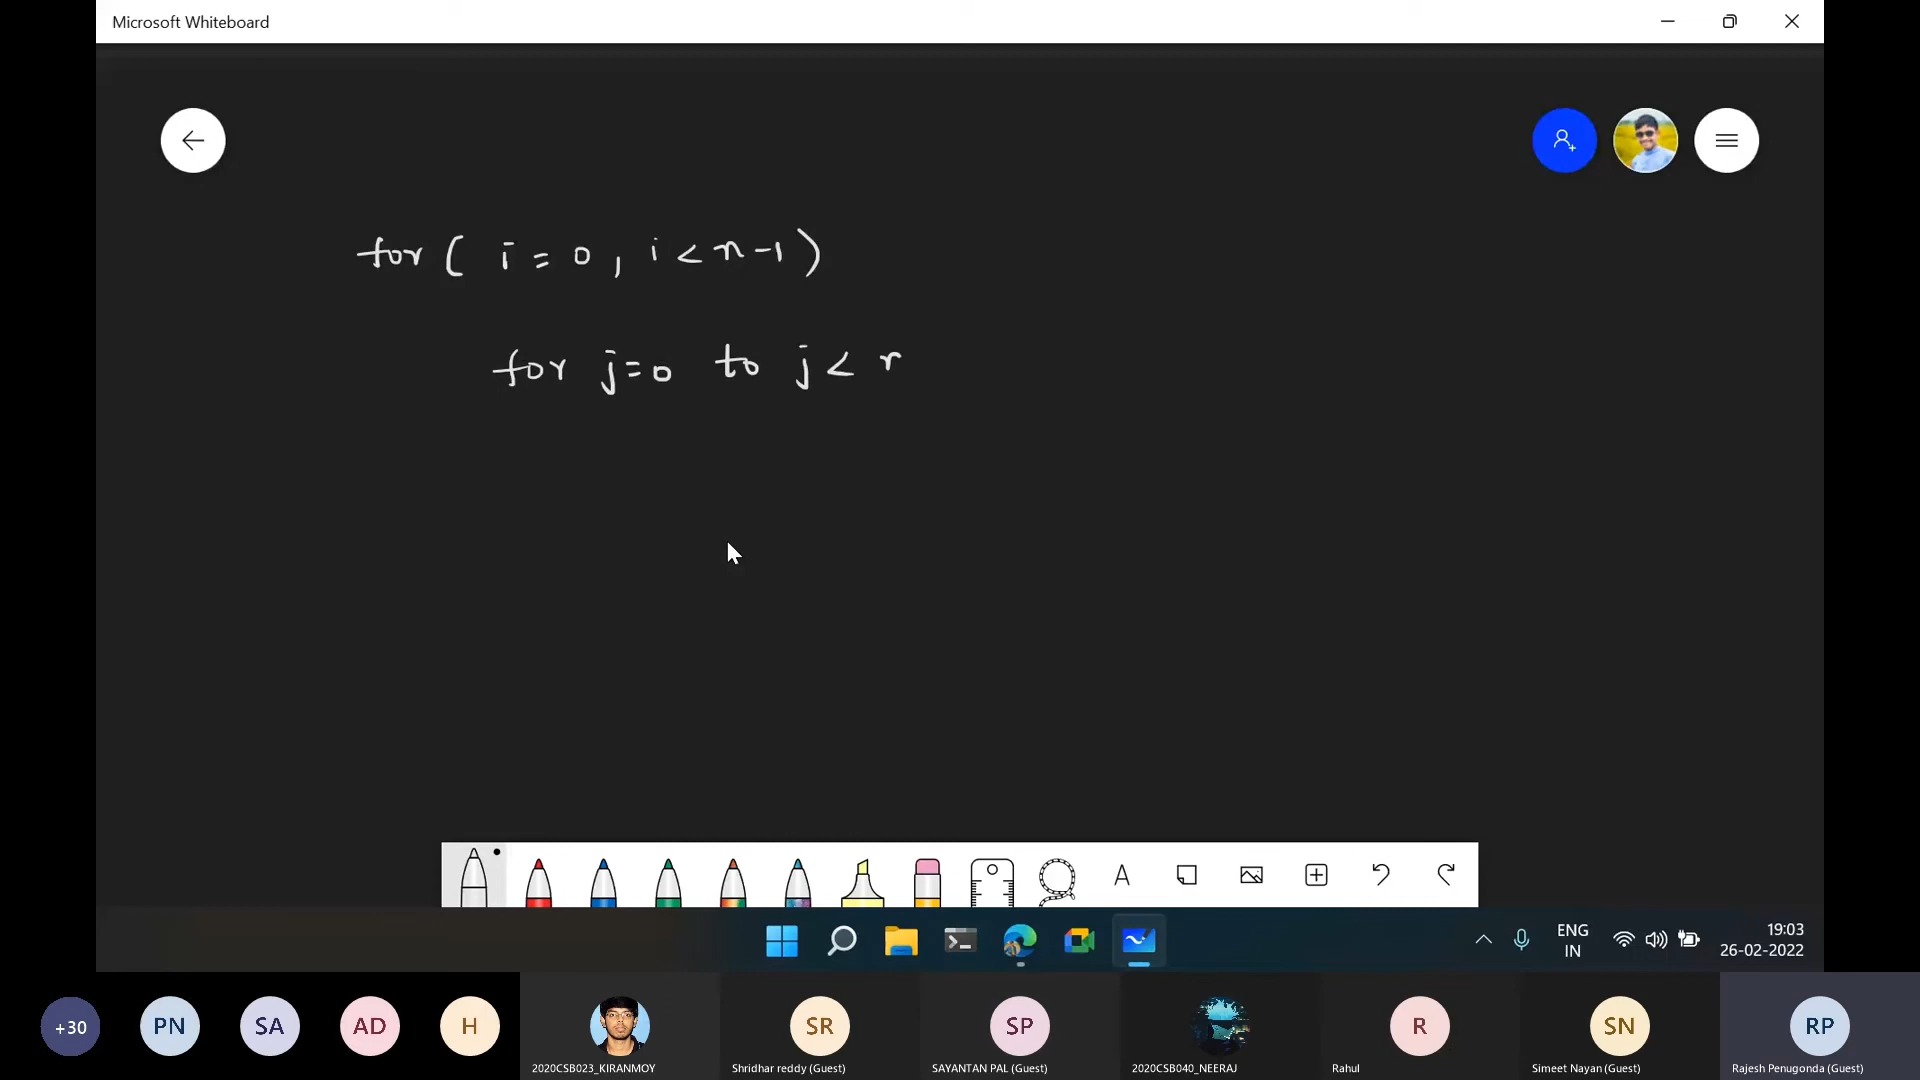 Microsoft Whiteboard
for ( i = 0 , i < n - 1 )
for j = 0 to j < r
A
ENG
IN
19:03
26-02-2022
+30
PN
SA
AD
H
SR
SP
R
SN
RP
2020CSB023_KIRANMOY
Shridhar reddy (Guest)
SAYANTAN PAL (Guest)
2020CSB040_NEERAJ
Rahul
Simeet Nayan (Guest)
Rajesh Penugonda (Guest)